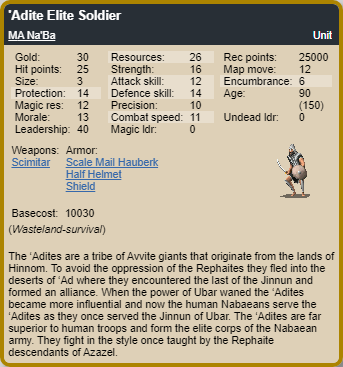 'Adite Elite Soldier
MA Na'Ba Unit
Gold: 30 Resources: 26 Rec points: 25000
Hit points: 25 Strength: 16 Map move: 12
Size: 3 Attack skill: 12 Encumbrance: 6
Protection: 14 Defence skill: 14 Age: 90
Magic res: 12 Precision: 10 (150)
Morale: 13 Combat speed: 11 Undead ldr: 0
Leadership: 40 Magic ldr: 0
Weapons: Armor:
Scimitar Scale Mail Hauberk
Half Helmet
Shield
Basecost: 10030
(Wasteland-survival)
The ‘Adites are a tribe of Avvite giants that originate from the lands of
Hinnom. To avoid the oppression of the Rephaites they fled into the
deserts of ‘Ad where they encountered the last of the Jinnun and
formed an alliance. When the power of Ubar waned the ‘Adites
became more influential and now the human Nabaeans serve the
‘Adites as they once served the Jinnun of Ubar. The ‘Adites are far
superior to human troops and form the elite corps of the Nabaean
army. They fight in the style once taught by the Rephaite
descendants of Azazel.